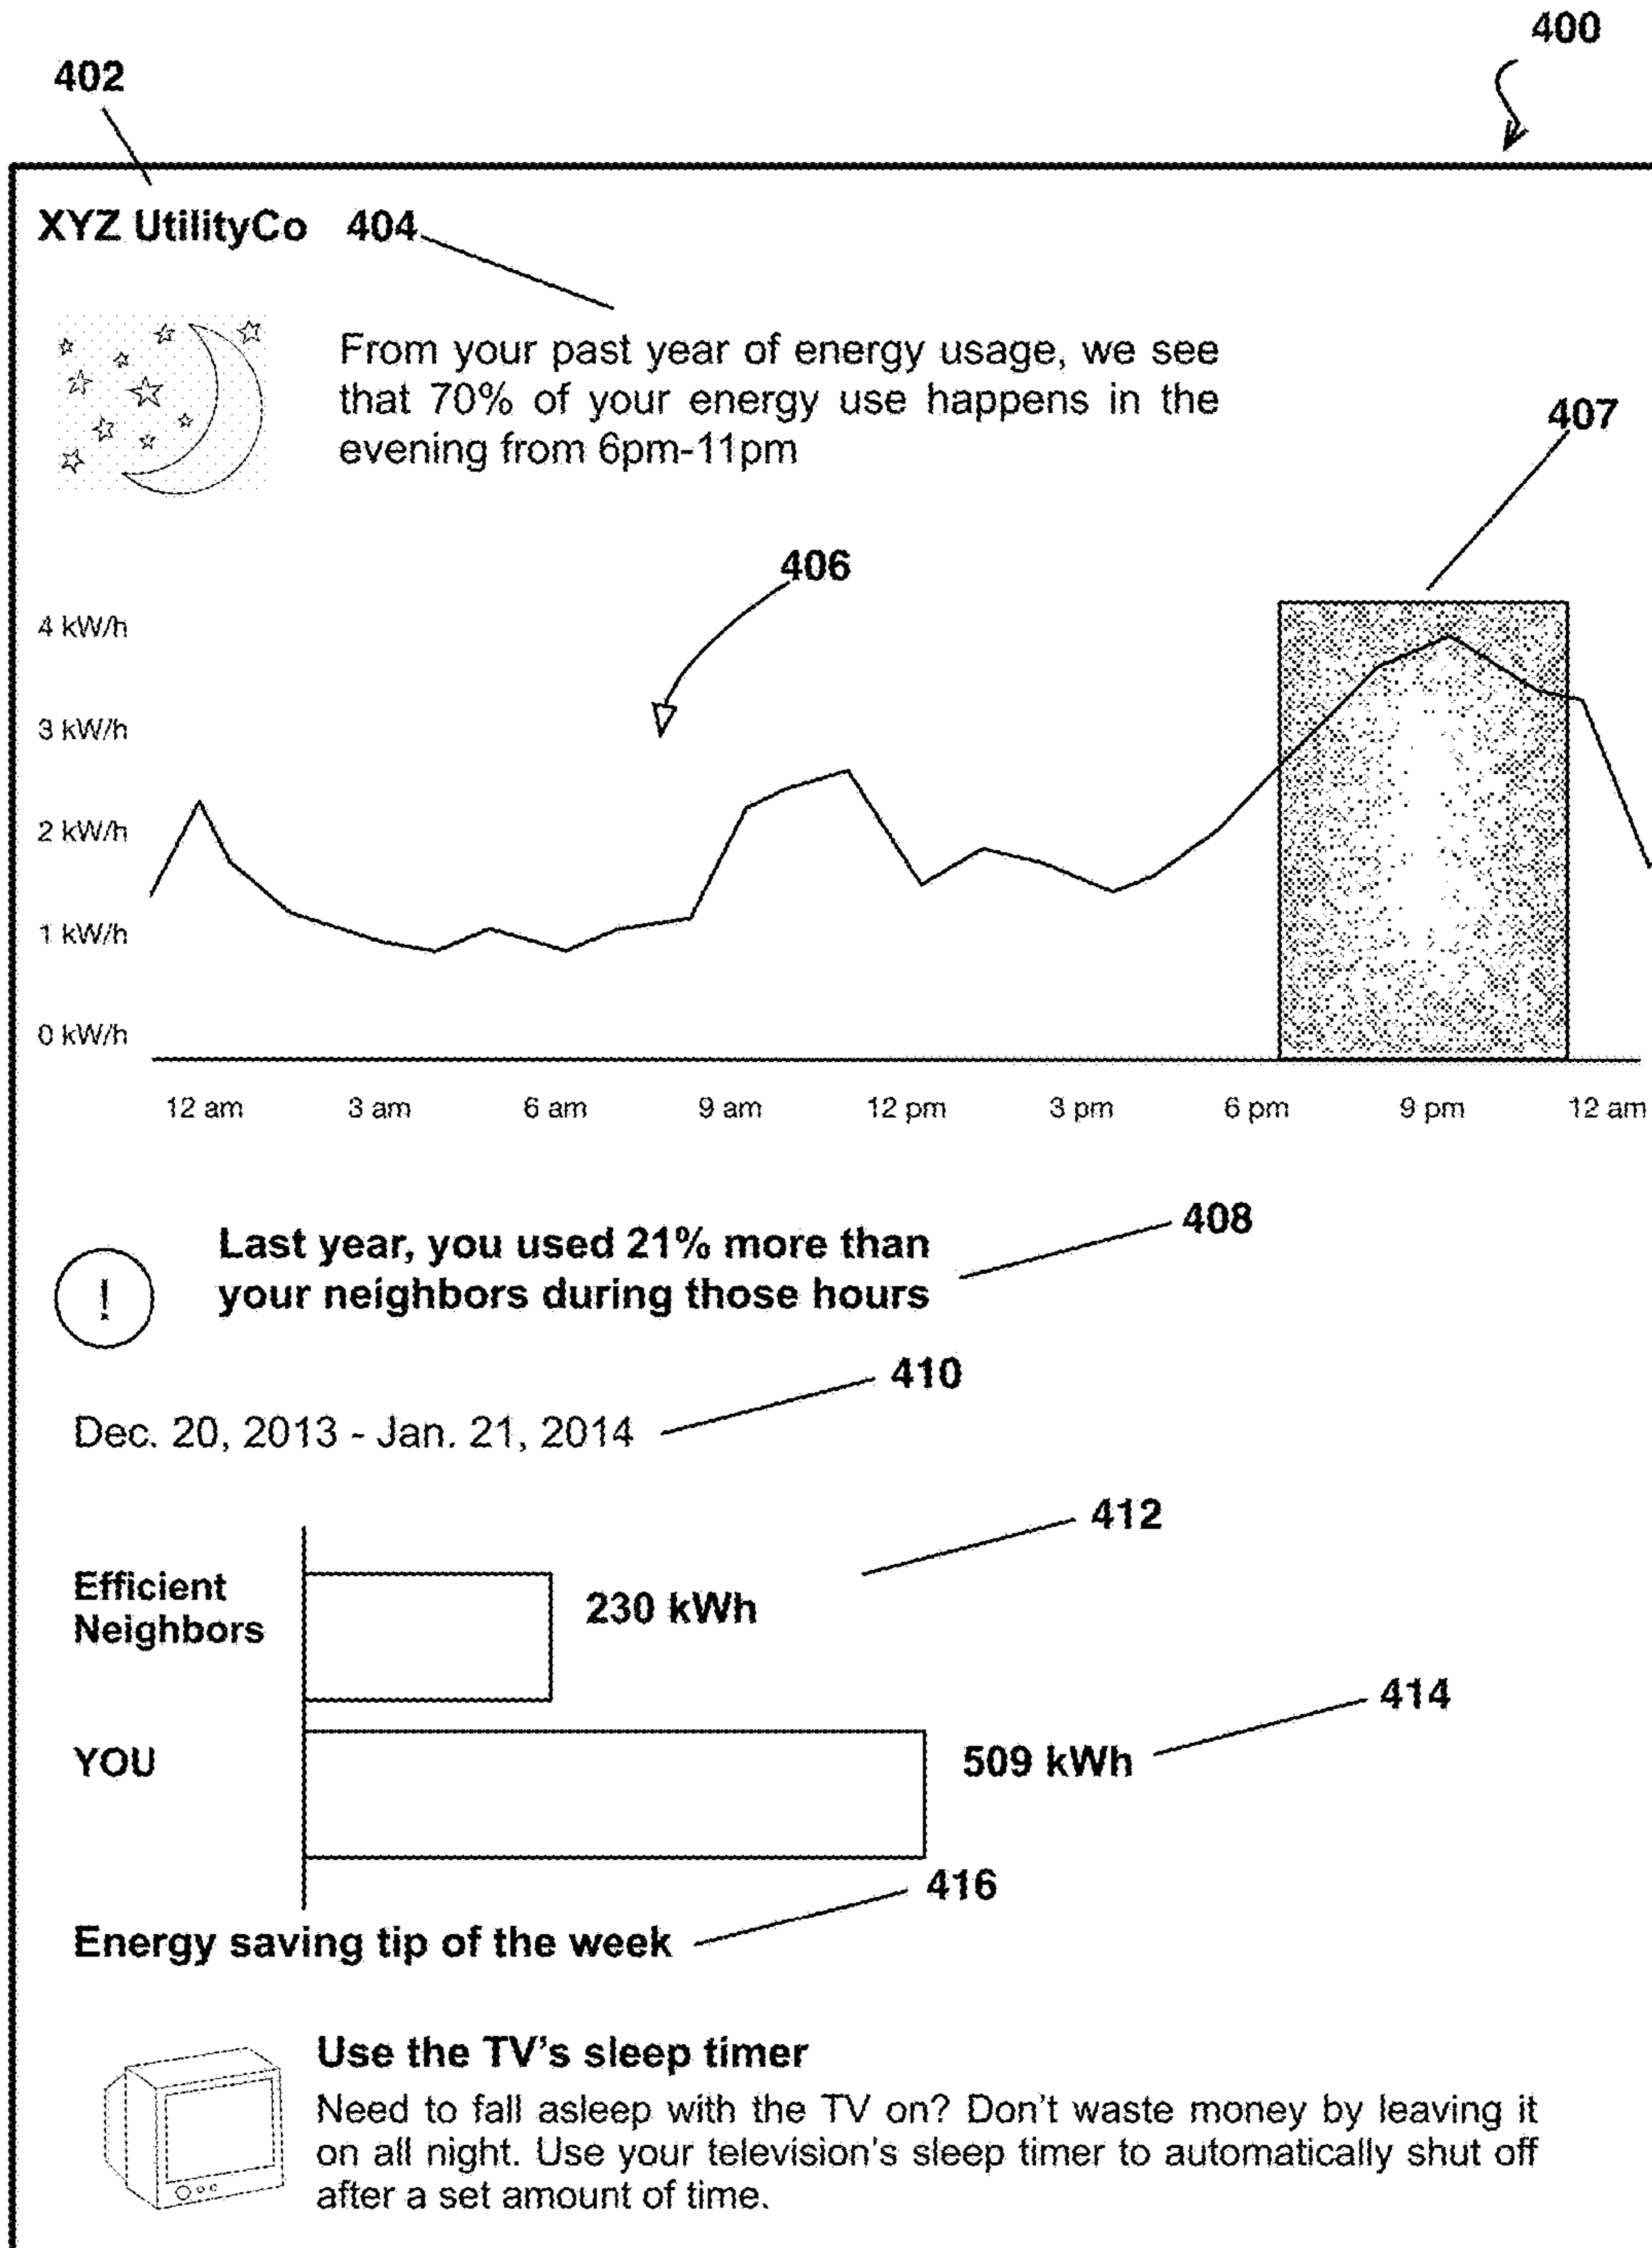 400
402
XYZ UtilityCo 404
From your past year of energy usage, we see
that 70% of your energy use happens in the
evening from 6pm-11pm
407
406
4 kW/h
3 kW/h
2 kW/h
1 kW/h
0 kW/h
12 am 3 am 6 am 9 am 12 pm 3 pm 6 pm 9 pm 12 am
408
Last year, you used 21% more than
your neighbors during those hours
!
410
Dec. 20, 2013 - Jan. 21, 2014
412
Efficient
Neighbors
230 kWh
414
YOU
509 kWh
416
Energy saving tip of the week
Use the TV's sleep timer
Need to fall asleep with the TV on? Don't waste money by leaving it
on all night. Use your television's sleep timer to automatically shut off
after a set amount of time.